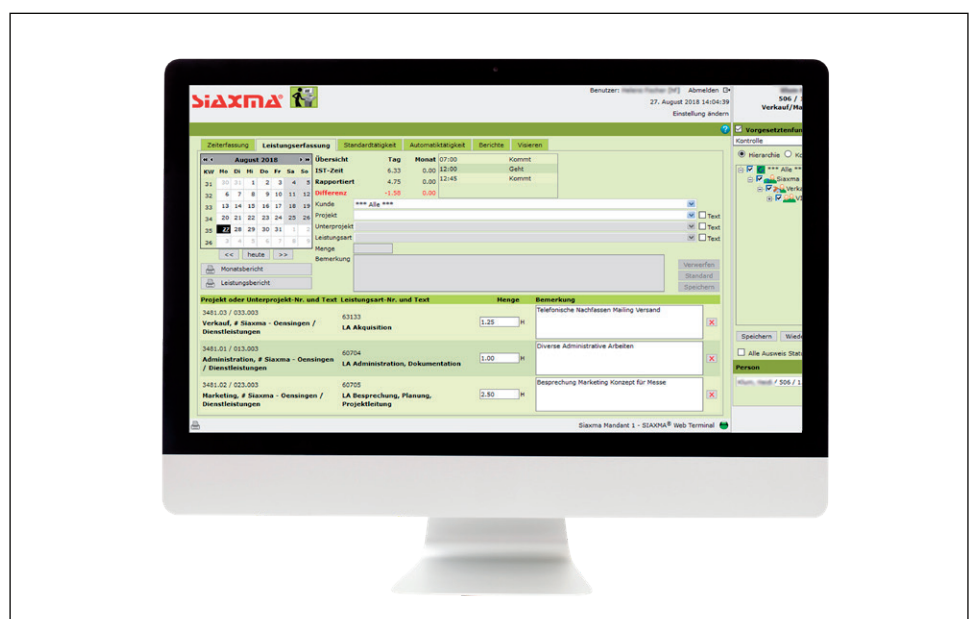 SiAXMA®
Benutzer: Abmelden
27. August 2018 14:04:39
Einstellung ändern
506 /
Verkauf/Ma
Zeiterfassung Leistungserfassung Standardtätigkeit Automatiktätigkeit Berichte Visieren
August 2018
KW Mo Di Mi Do Fr Sa So
31 30 31 1 2 3 4 5
32 6 7 8 9 10 11 12
33 13 14 15 16 17 18 19
34 20 21 22 23 24 25 26
35 27 28 29 30 31 1 2
36 3 4 5 6 7 8 9
<< heute >>
Monatsbericht
Leistungsbericht
Übersicht Tag Monat
IST-Zeit 6.33 0.00
Rapportiert 4.75 0.00
Differenz -1.58 0.00
07:00 Kommt
12:00 Geht
12:45 Kommt
Kunde *** Alle ***
Projekt Text
Unterprojekt Text
Leistungsart Text
Menge
Bemerkung
Verwerfen
Standard
Speichern
Projekt oder Unterprojekt-Nr. und Text Leistungsart-Nr. und Text Menge Bemerkung
3481.03 / 033.003
Verkauf, # Siaxma - Oensingen /
Dienstleistungen
63133
LA Akquisition
1.25 H
Telefonische Nachfassen Mailing Versand
3481.01 / 013.003
Administration, # Siaxma - Oensingen
/ Dienstleistungen
60704
LA Administration, Dokumentation
1.00 H
Diverse Administrative Arbeiten
3481.02 / 023.003
Marketing, # Siaxma - Oensingen /
Dienstleistungen
60705
LA Besprechung, Planung,
Projektleitung
2.50 H
Besprechung Marketing Konzept für Messe
Siaxma Mandant 1 - SIAXMA® Web Terminal
Vorgesetztenfun
Kontrolle
Hierarchie Ko
*** Alle **
Siaxma
Verka
Speichern Wied
Alle Ausweis Statu
Person
/ 506 / 1